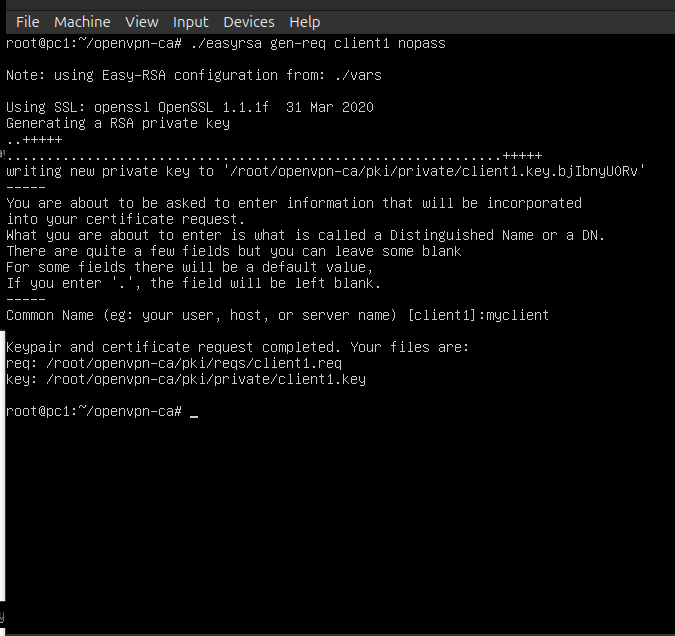 File Machine View Input Devices Help
root@pc1:~/openvpn-ca# ./easyrsa gen-req client1 nopass
Note: using Easy-RSA configuration from: ./vars
Using SSL: openssl OpenSSL 1.1.1f  31 Mar 2020
Generating a RSA private key
..+++++
..............................................................+++++
writing new private key to '/root/openvpn-ca/pki/private/client1.key.bjIbnyUORv'
-----
You are about to be asked to enter information that will be incorporated
into your certificate request.
What you are about to enter is what is called a Distinguished Name or a DN.
There are quite a few fields but you can leave some blank
For some fields there will be a default value,
If you enter '.', the field will be left blank.
-----
Common Name (eg: your user, host, or server name) [client1]:myclient
Keypair and certificate request completed. Your files are:
req: /root/openvpn-ca/pki/reqs/client1.req
key: /root/openvpn-ca/pki/private/client1.key
root@pc1:~/openvpn-ca# _